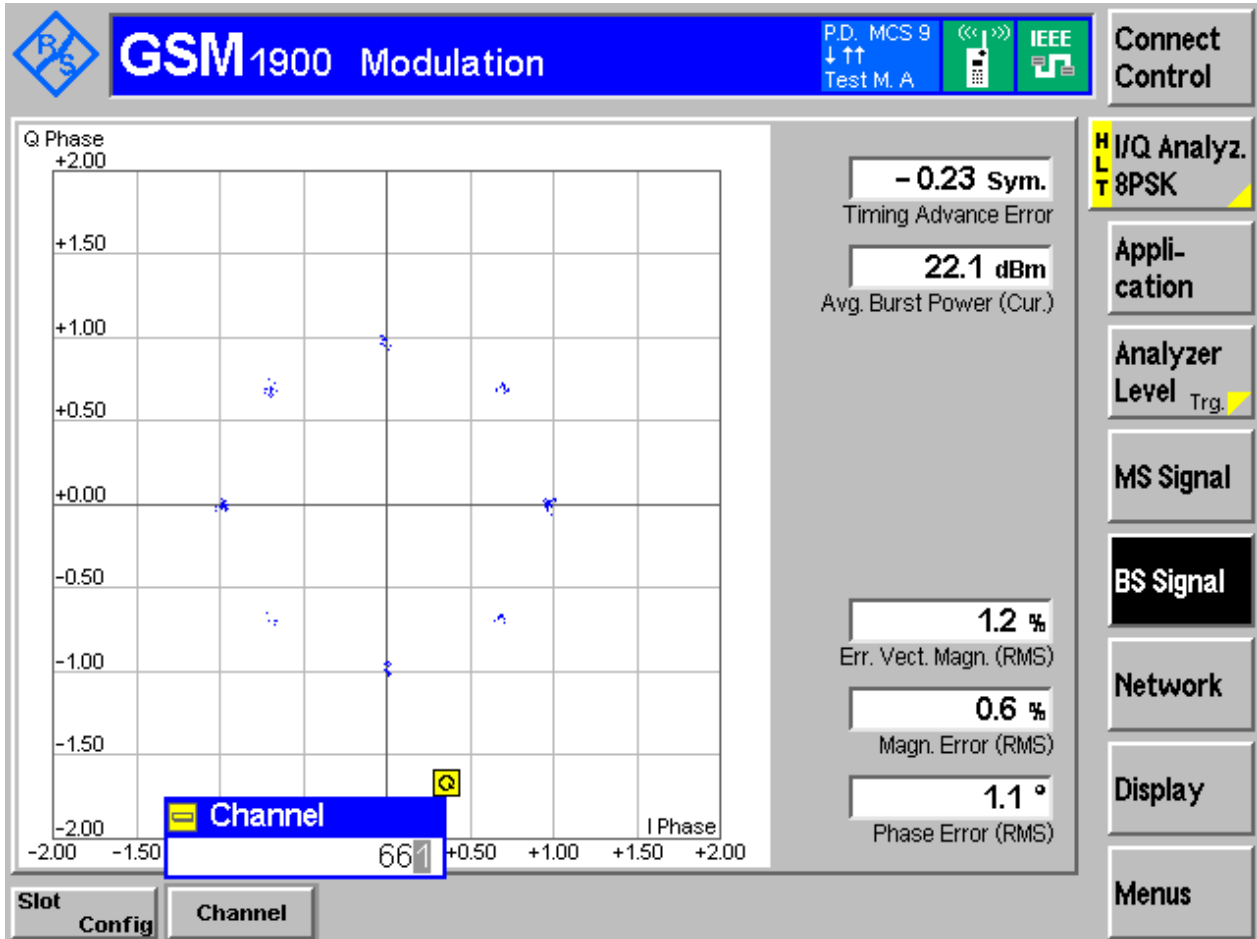 R/S
GSM 1900 Modulation
P.D. MCS 9
↓ ↑↑
Test M. A
IEEE
Connect
Control
Q Phase
+2.00
+1.50
+1.00
+0.50
+0.00
-0.50
-1.00
-1.50
-2.00
I Phase
-2.00 -1.50 +0.50 +1.00 +1.50 +2.00
Q
Channel
661
- 0.23 Sym.
Timing Advance Error
22.1 dBm
Avg. Burst Power (Cur.)
1.2 %
Err. Vect. Magn. (RMS)
0.6 %
Magn. Error (RMS)
1.1 °
Phase Error (RMS)
HLT
I/Q Analyz.
8PSK
Appli-
cation
Analyzer
Level Trg.
MS Signal
BS Signal
Network
Display
Menus
Slot
Config
Channel